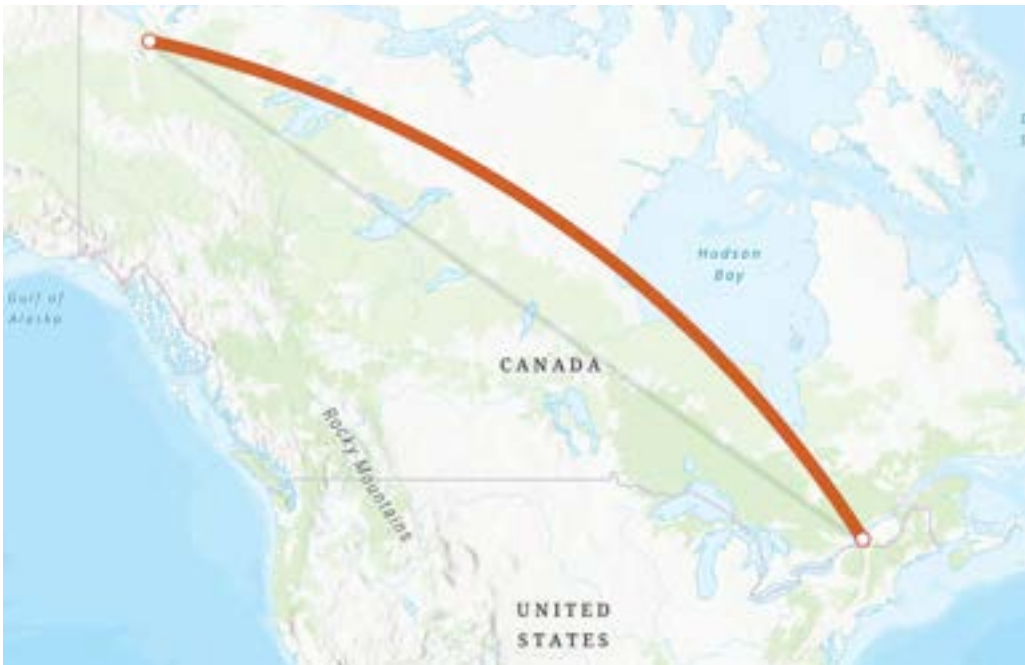 Hudson
Bay
Gulf of
Alaska
CANADA
Rocky Mountains
UNITED
STATES